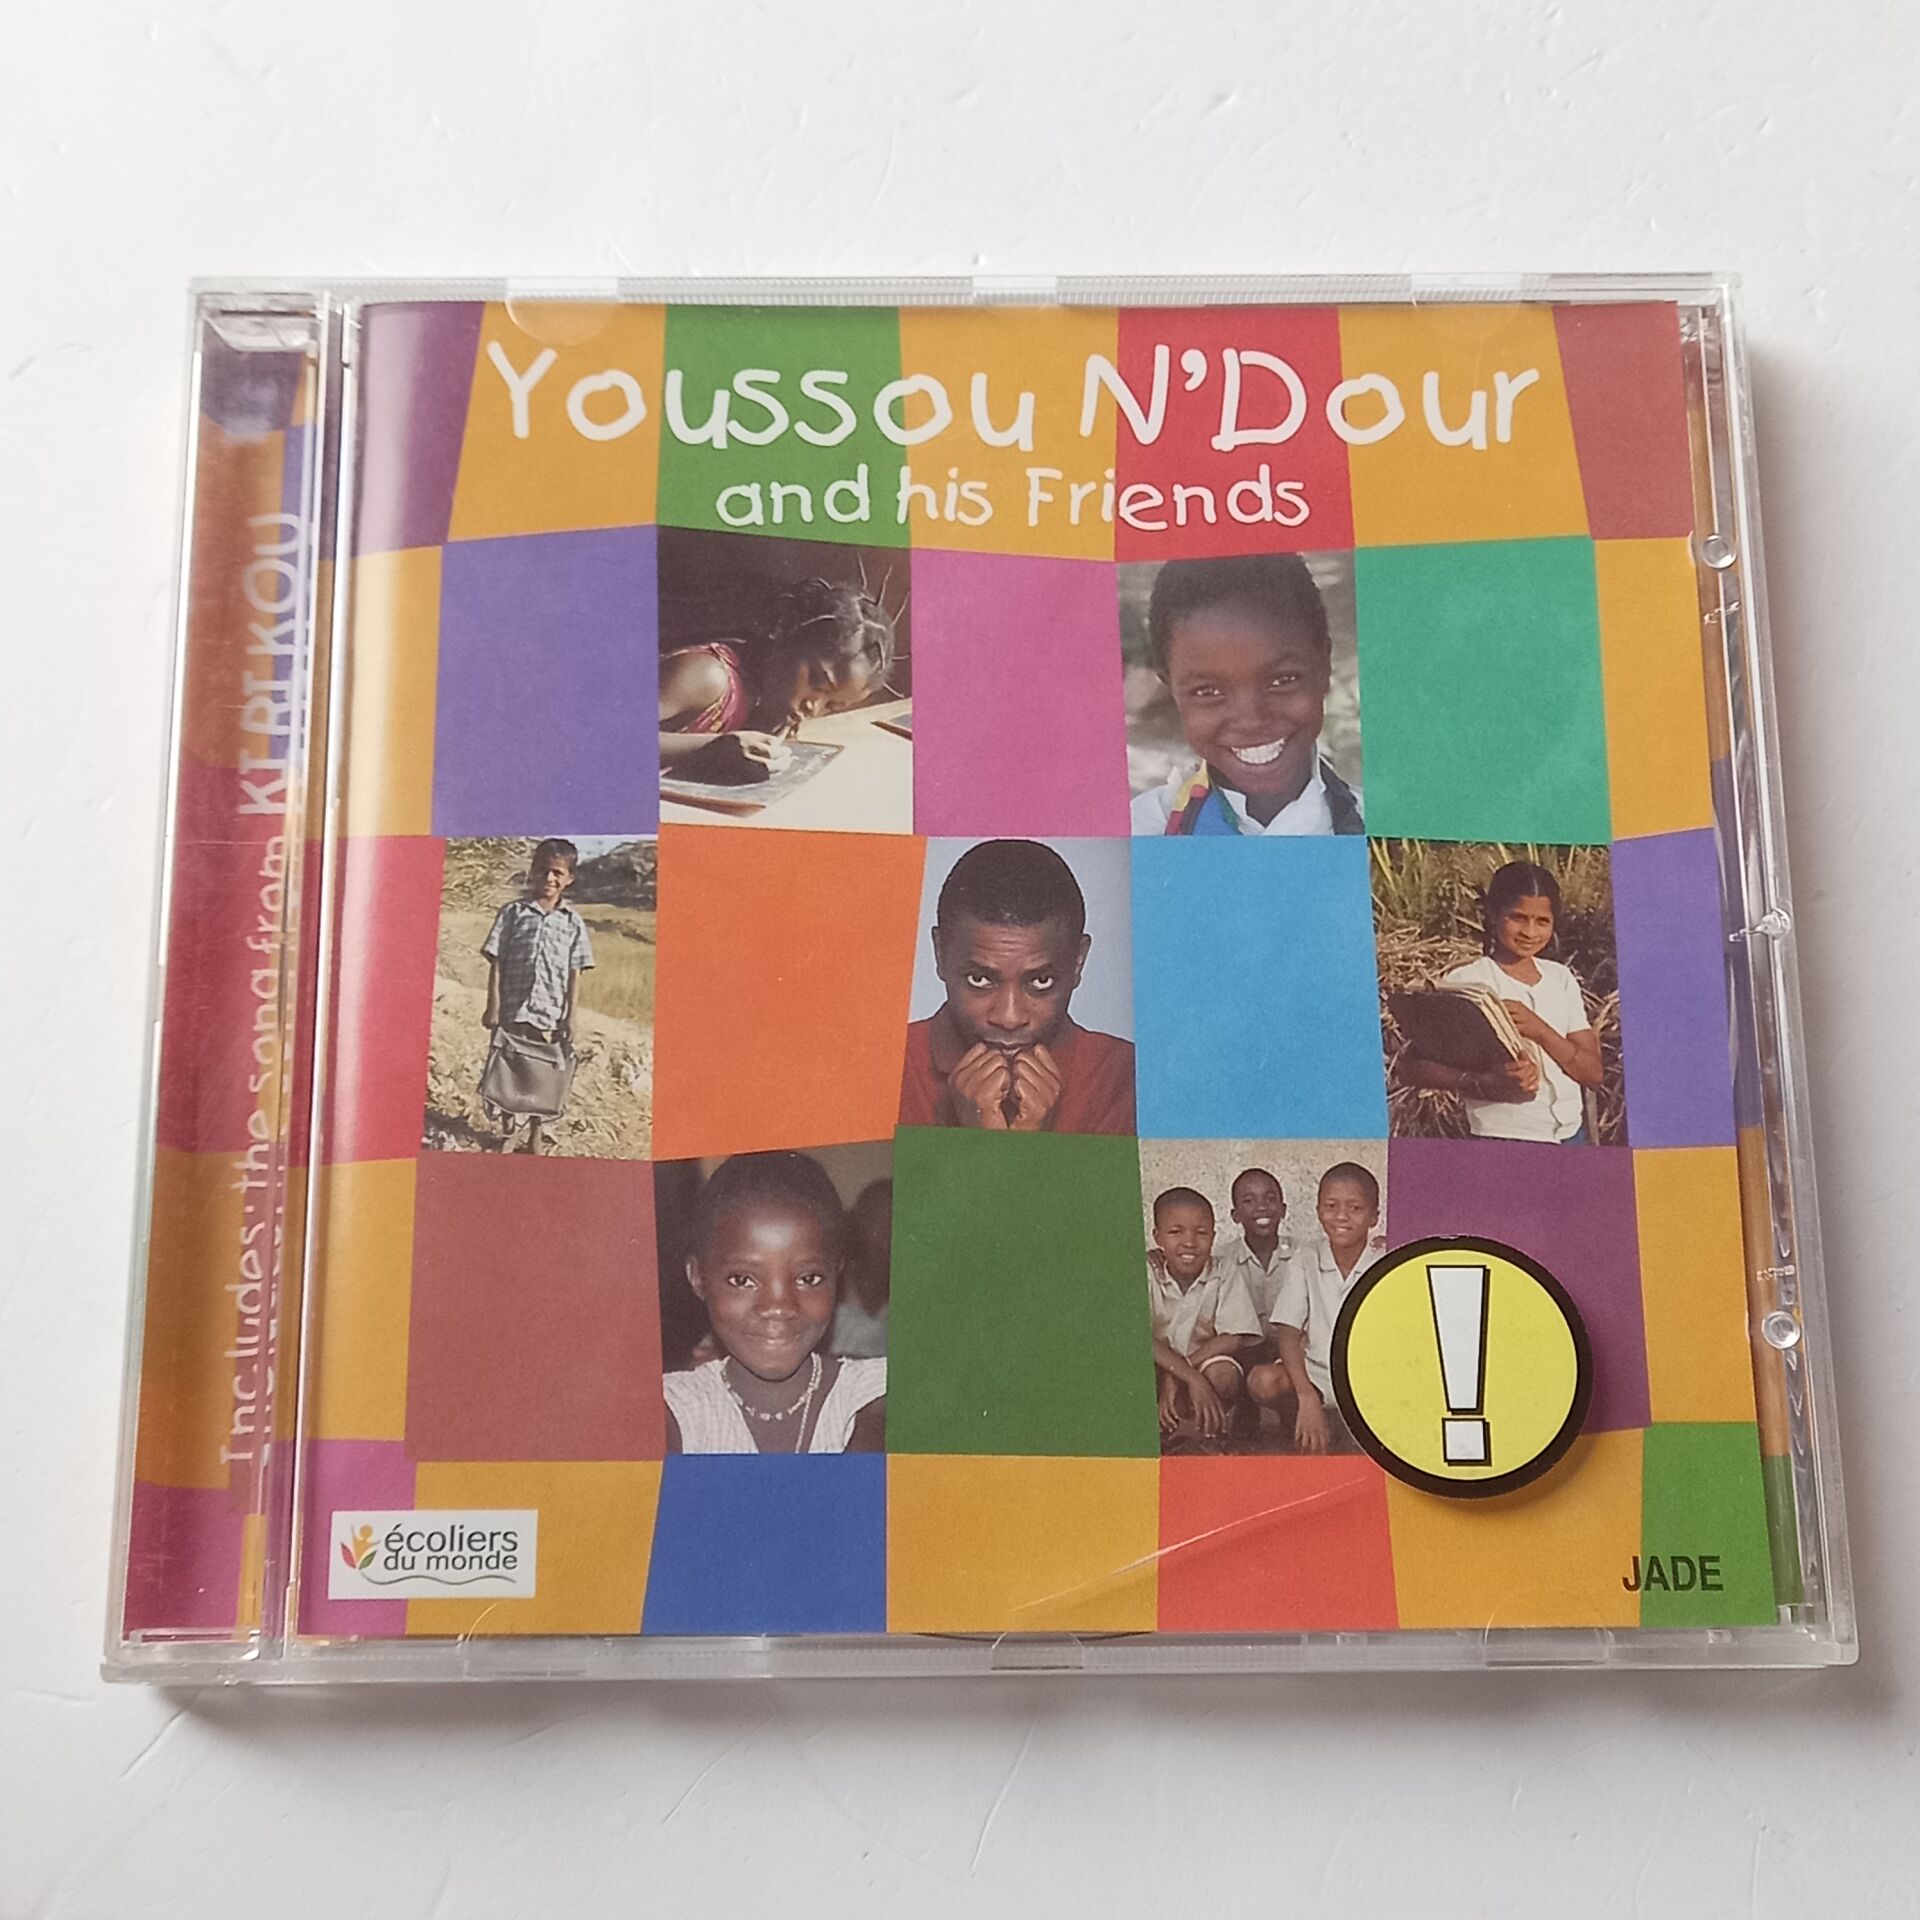 Youssou N'Dour
and his Friends
Includes the song from KIRIKOU
!
écoliers
du monde
JADE